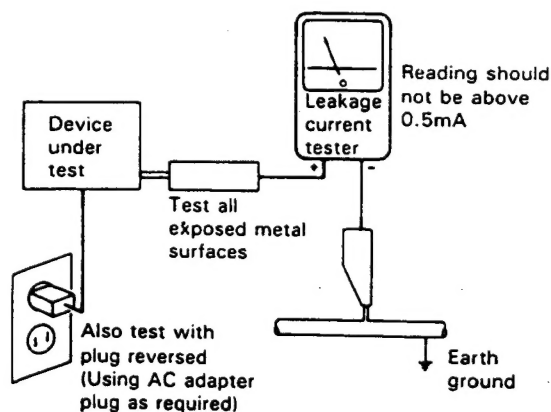 Device
under
test
Leakage
current
tester
+ -
Reading should
not be above
0.5mA
Test all
exposed metal
surfaces
Also test with
plug reversed
(Using AC adapter
plug as required)
Earth
ground